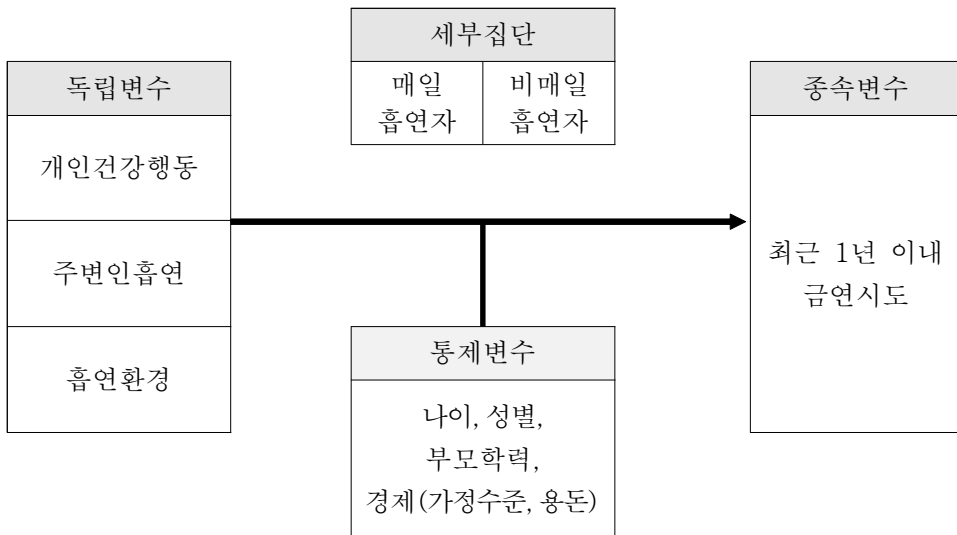 세부집단
매일
흡연자
비매일
흡연자
독립변수
개인건강행동
주변인흡연
흡연환경
종속변수
최근 1년 이내
금연시도
통제변수
나이, 성별,
부모학력,
경제(가정수준, 용돈)